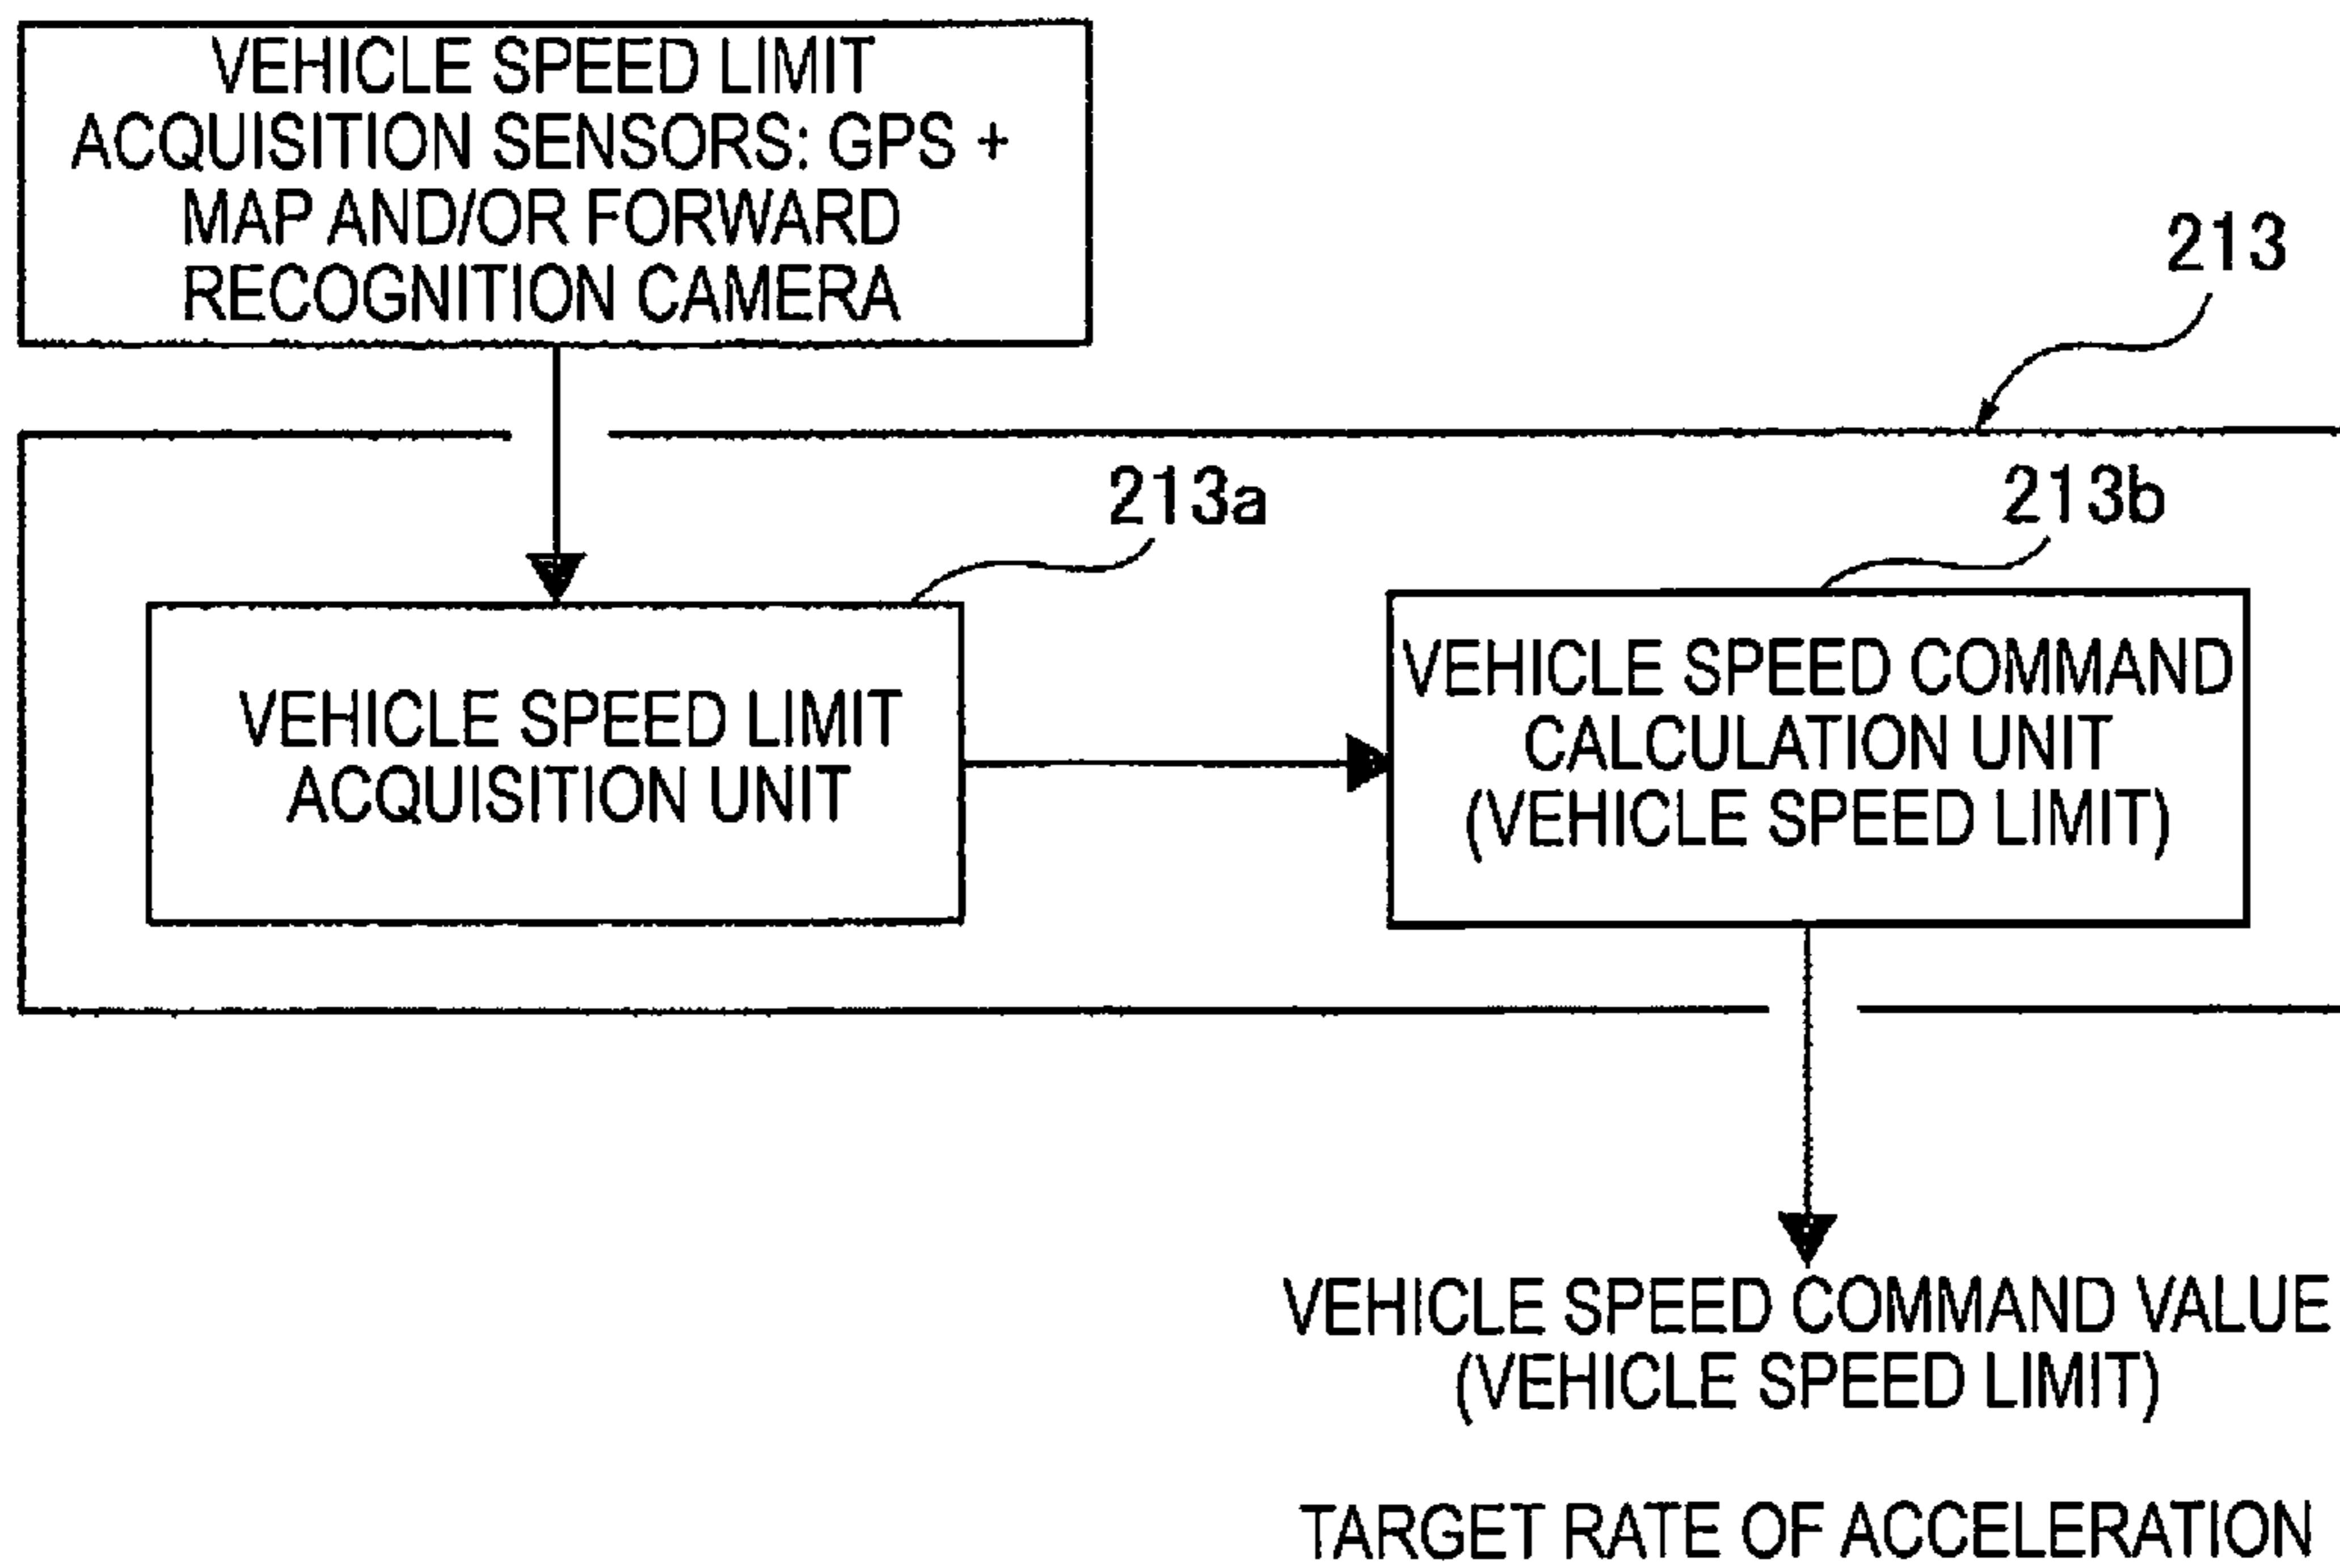 VEHICLE SPEED LIMIT
ACQUISITION SENSORS: GPS +
MAP AND/OR FORWARD
RECOGNITION CAMERA
213
213a
213b
VEHICLE SPEED LIMIT
ACQUISITION UNIT
VEHICLE SPEED COMMAND
CALCULATION UNIT
(VEHICLE SPEED LIMIT)
VEHICLE SPEED COMMAND VALUE
(VEHICLE SPEED LIMIT)
TARGET RATE OF ACCELERATION